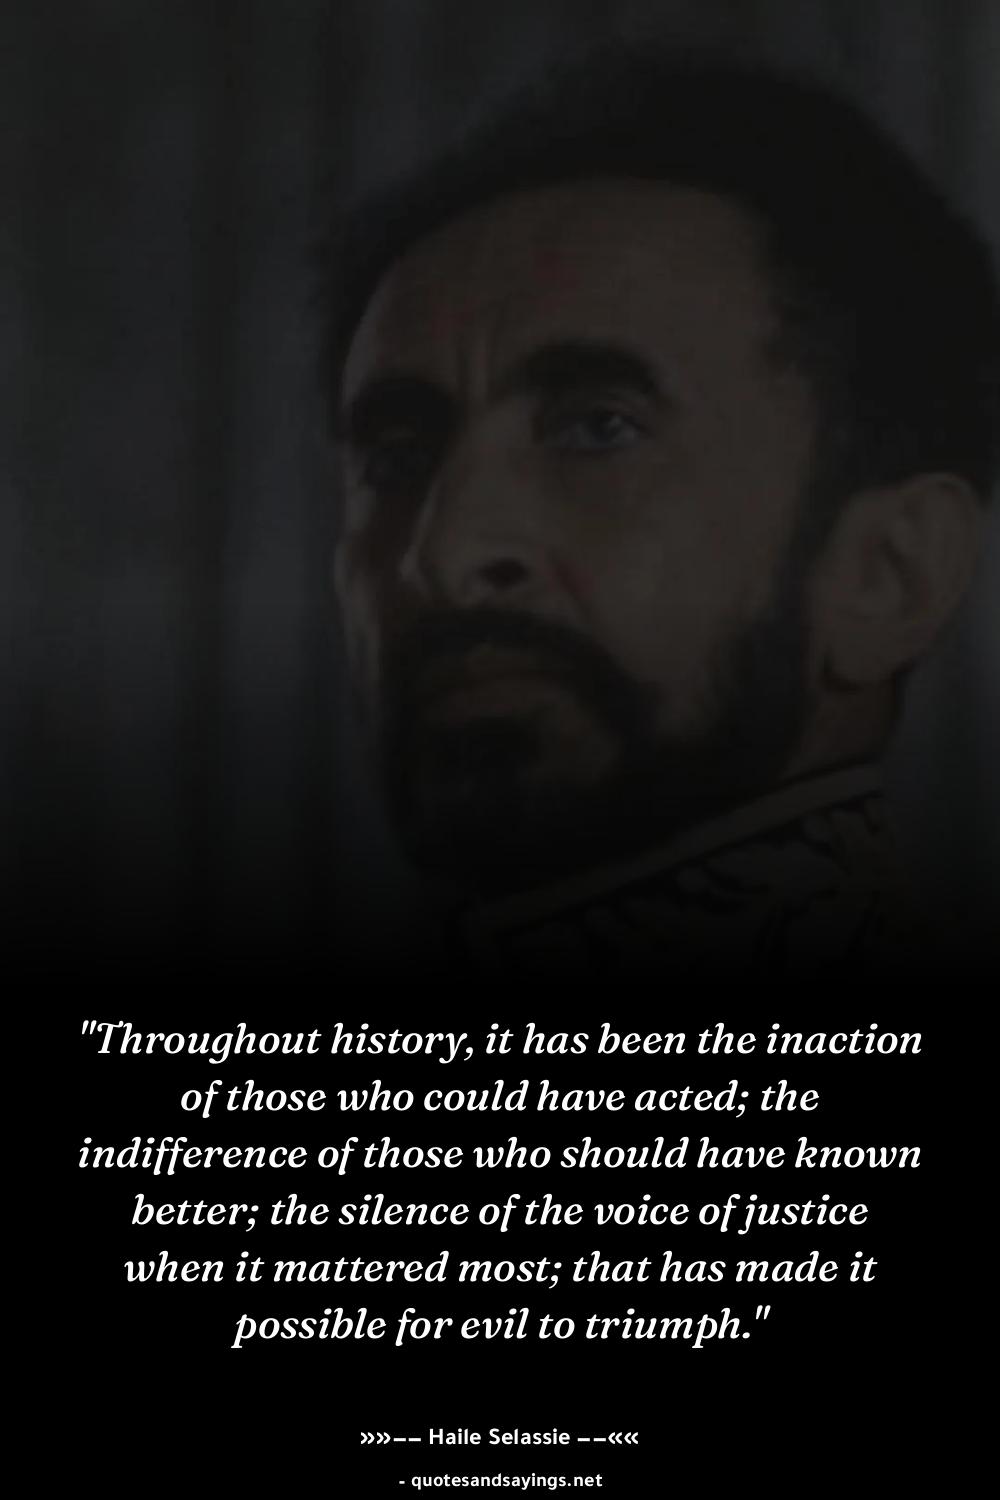 "Throughout history, it has been the inaction
of those who could have acted; the
indifference of those who should have known
better; the silence of the voice of justice
when it mattered most; that has made it
possible for evil to triumph."
»»–– Haile Selassie ––««
- quotesandsayings.net